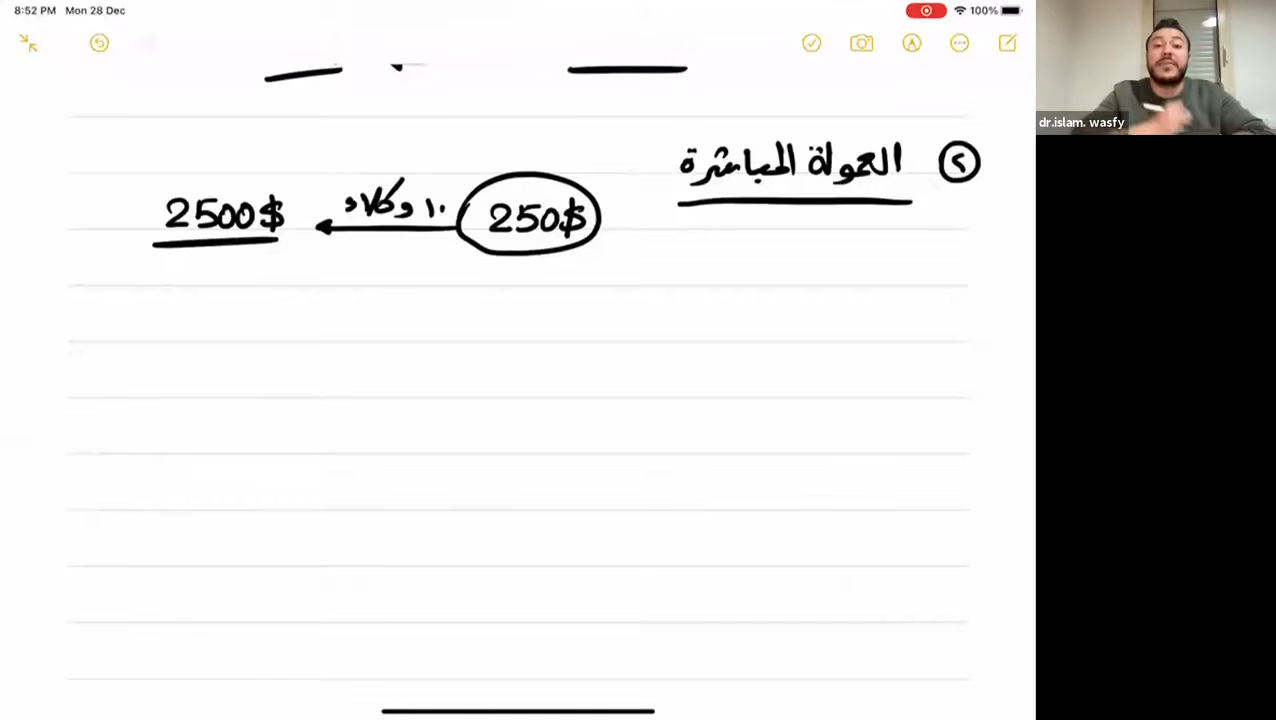 8:52 PM Mon 28 Dec
100%
dr.islam. wasfy
٢ العمولة المباشرة
250$ ١٠ وكلاء 2500$